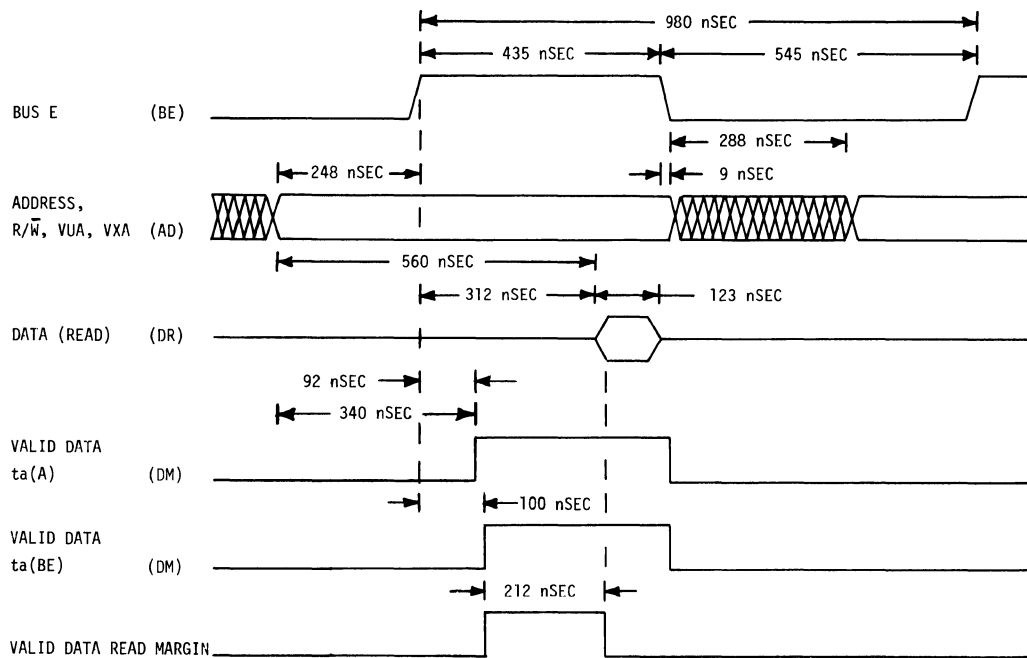 980 nSEC
435 nSEC 545 nSEC
BUS E (BE)
288 nSEC
248 nSEC 9 nSEC
ADDRESS,
R/W̅, VUA, VXA (AD)
560 nSEC
312 nSEC 123 nSEC
DATA (READ) (DR)
92 nSEC
340 nSEC
VALID DATA
ta(A) (DM)
100 nSEC
VALID DATA
ta(BE) (DM)
212 nSEC
VALID DATA READ MARGIN